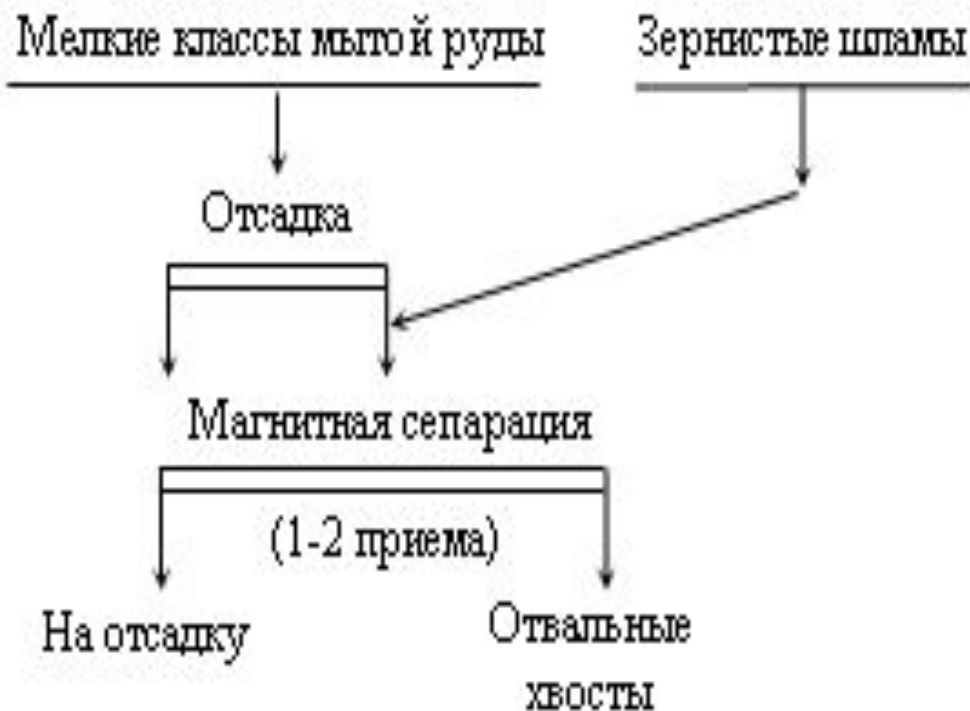 Мелкие классы мытой руды
Зернистые шламы
Отсадка
Магнитная сепарация
(1-2 приема)
На отсадку
Отвальные
хвосты